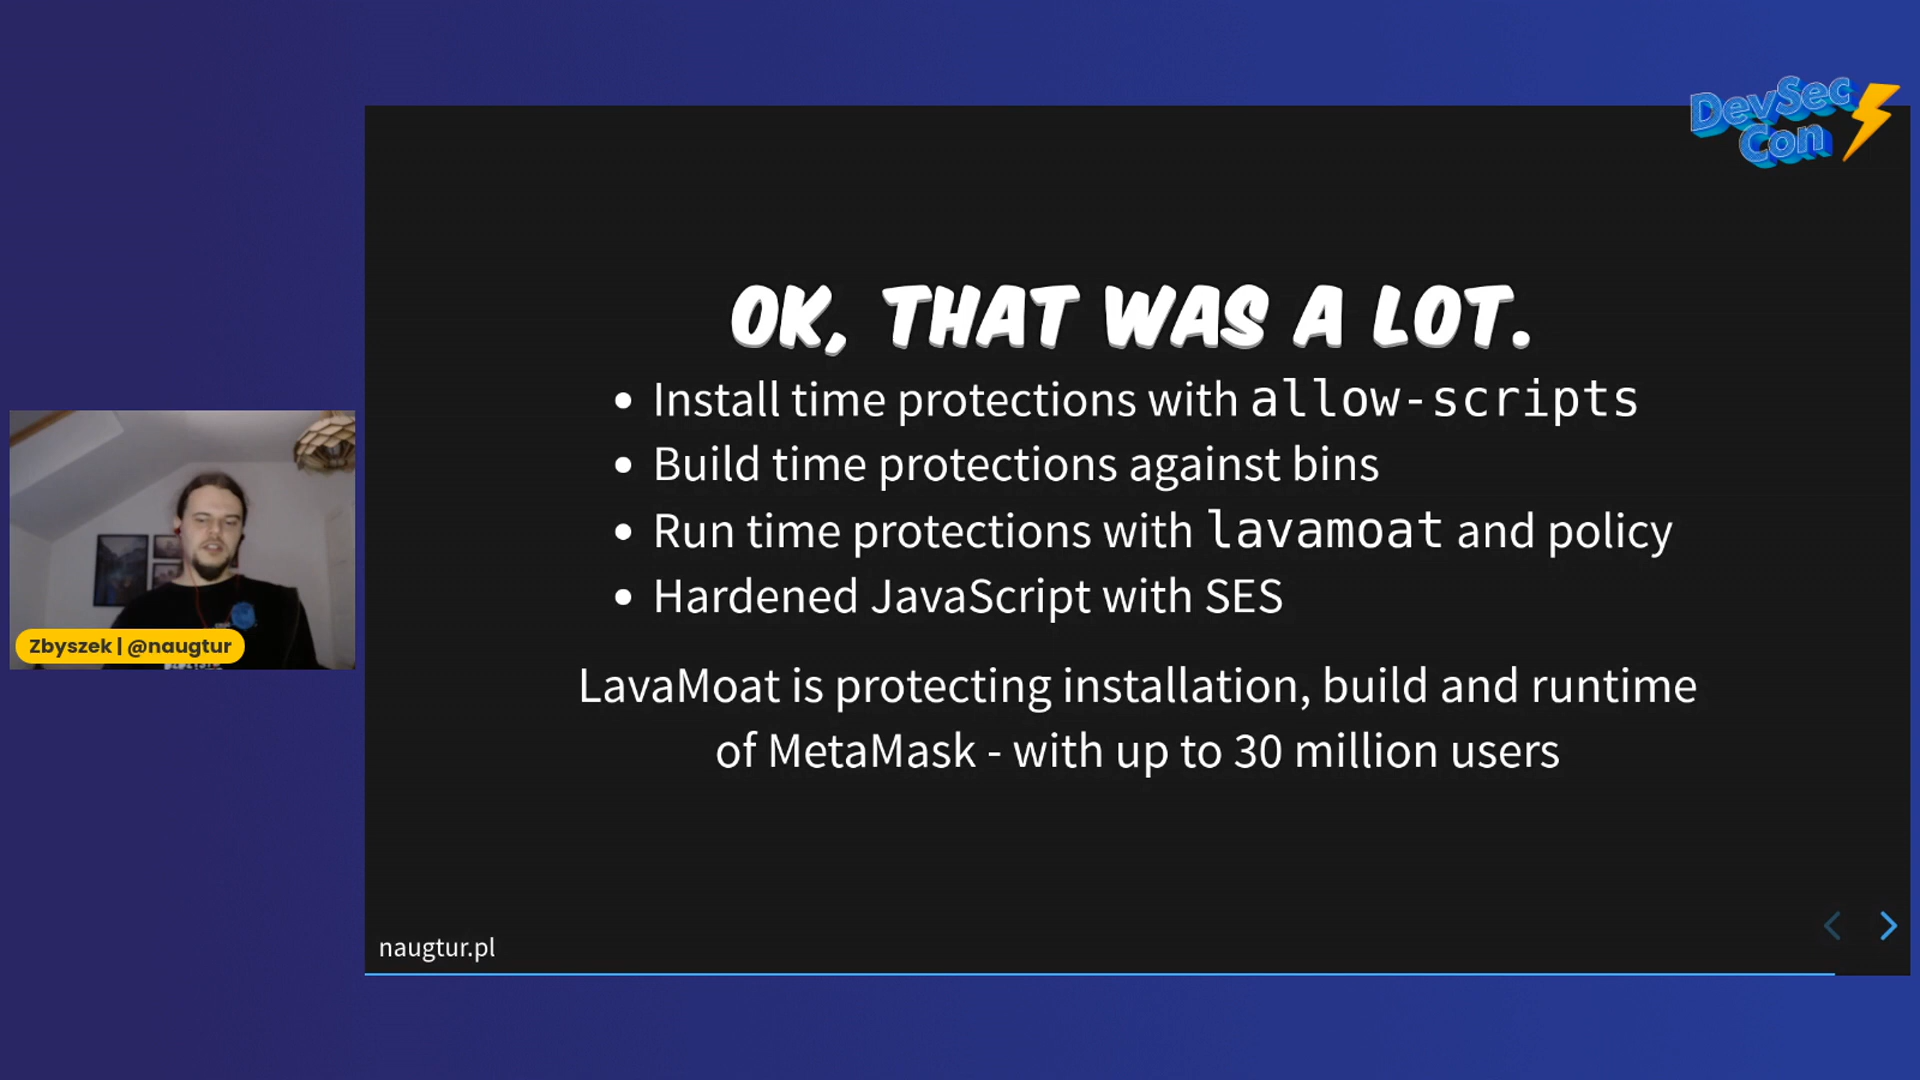 DevSec
Con
OK, THAT WAS A LOT.
• Install time protections with allow-scripts
• Build time protections against bins
• Run time protections with lavamoat and policy
• Hardened JavaScript with SES
LavaMoat is protecting installation, build and runtime
of MetaMask - with up to 30 million users
Zbyszek | @naugtur
naugtur.pl